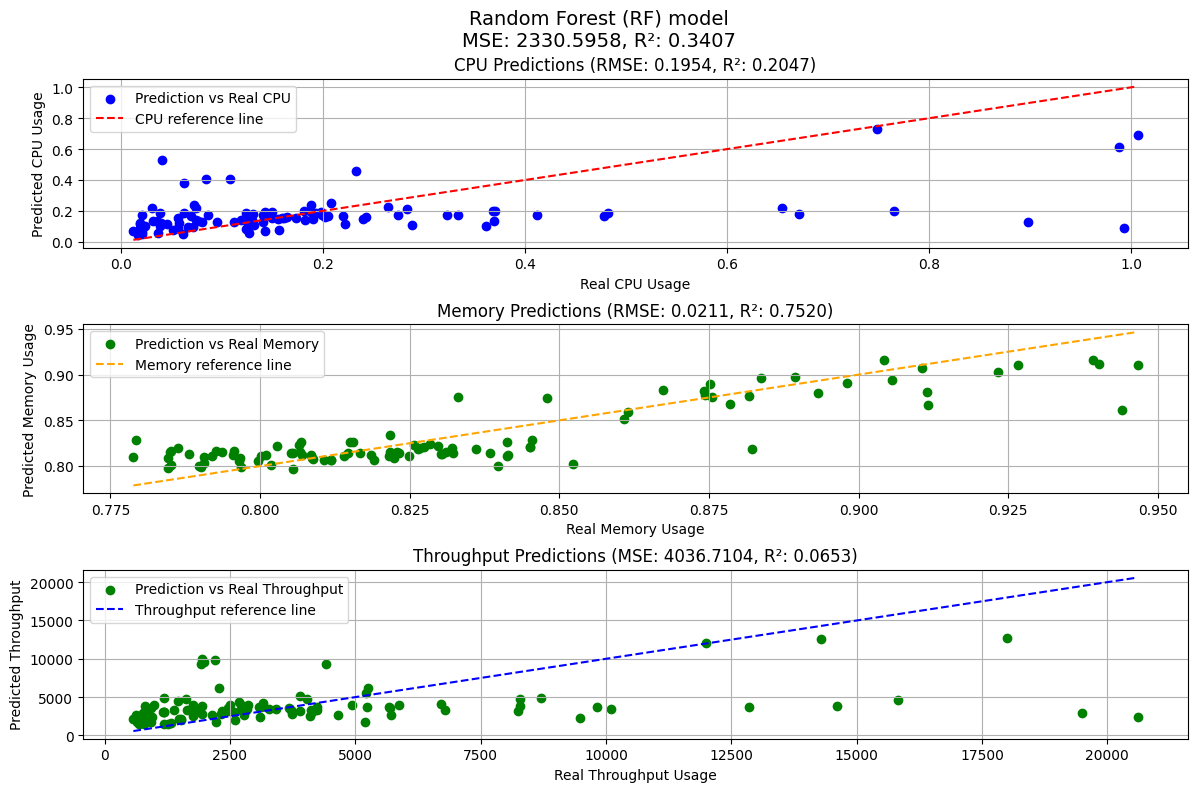 Random Forest (RF) model
MSE: 2330.5958, R²: 0.3407
CPU Predictions (RMSE: 0.1954, R²: 0.2047)
Predicted CPU Usage
1.0
0.8
0.6
0.4
0.2
0.0
Prediction vs Real CPU
CPU reference line
0.0 0.2 0.4 0.6 0.8 1.0
Real CPU Usage
Memory Predictions (RMSE: 0.0211, R²: 0.7520)
Predicted Memory Usage
0.95
0.90
0.85
0.80
Prediction vs Real Memory
Memory reference line
0.775 0.800 0.825 0.850 0.875 0.900 0.925 0.950
Real Memory Usage
Throughput Predictions (MSE: 4036.7104, R²: 0.0653)
Predicted Throughput
20000
15000
10000
5000
0
Prediction vs Real Throughput
Throughput reference line
0 2500 5000 7500 10000 12500 15000 17500 20000
Real Throughput Usage